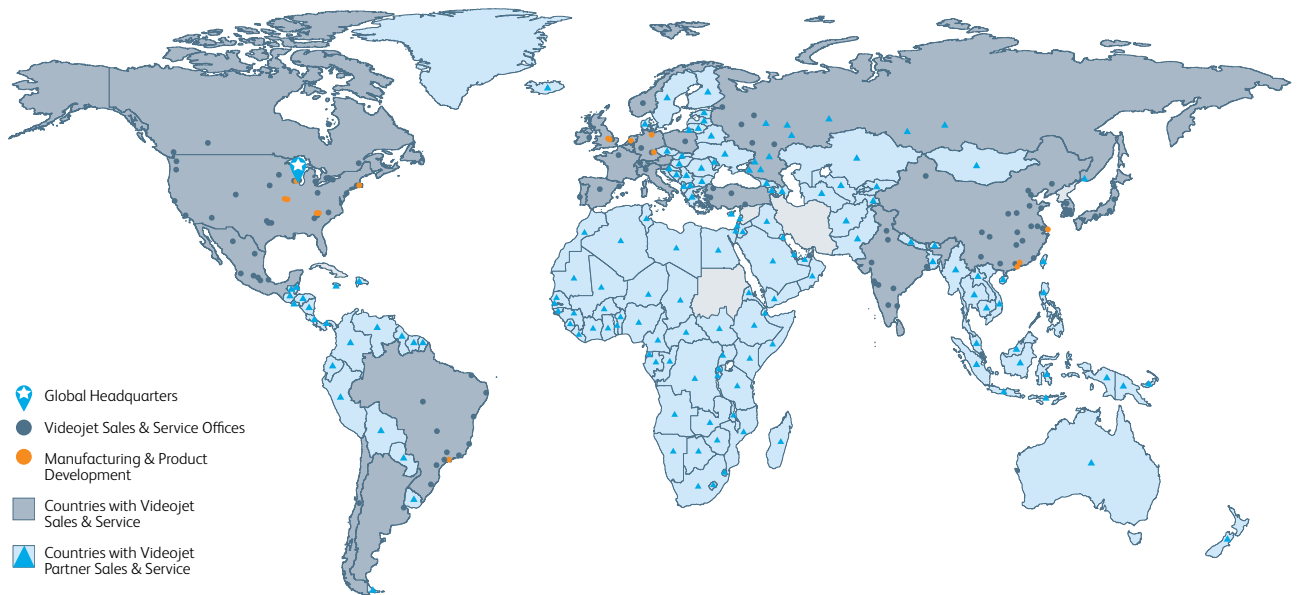 Global Headquarters
Videojet Sales & Service Offices
Manufacturing & Product
Development
Countries with Videojet
Sales & Service
Countries with Videojet
Partner Sales & Service